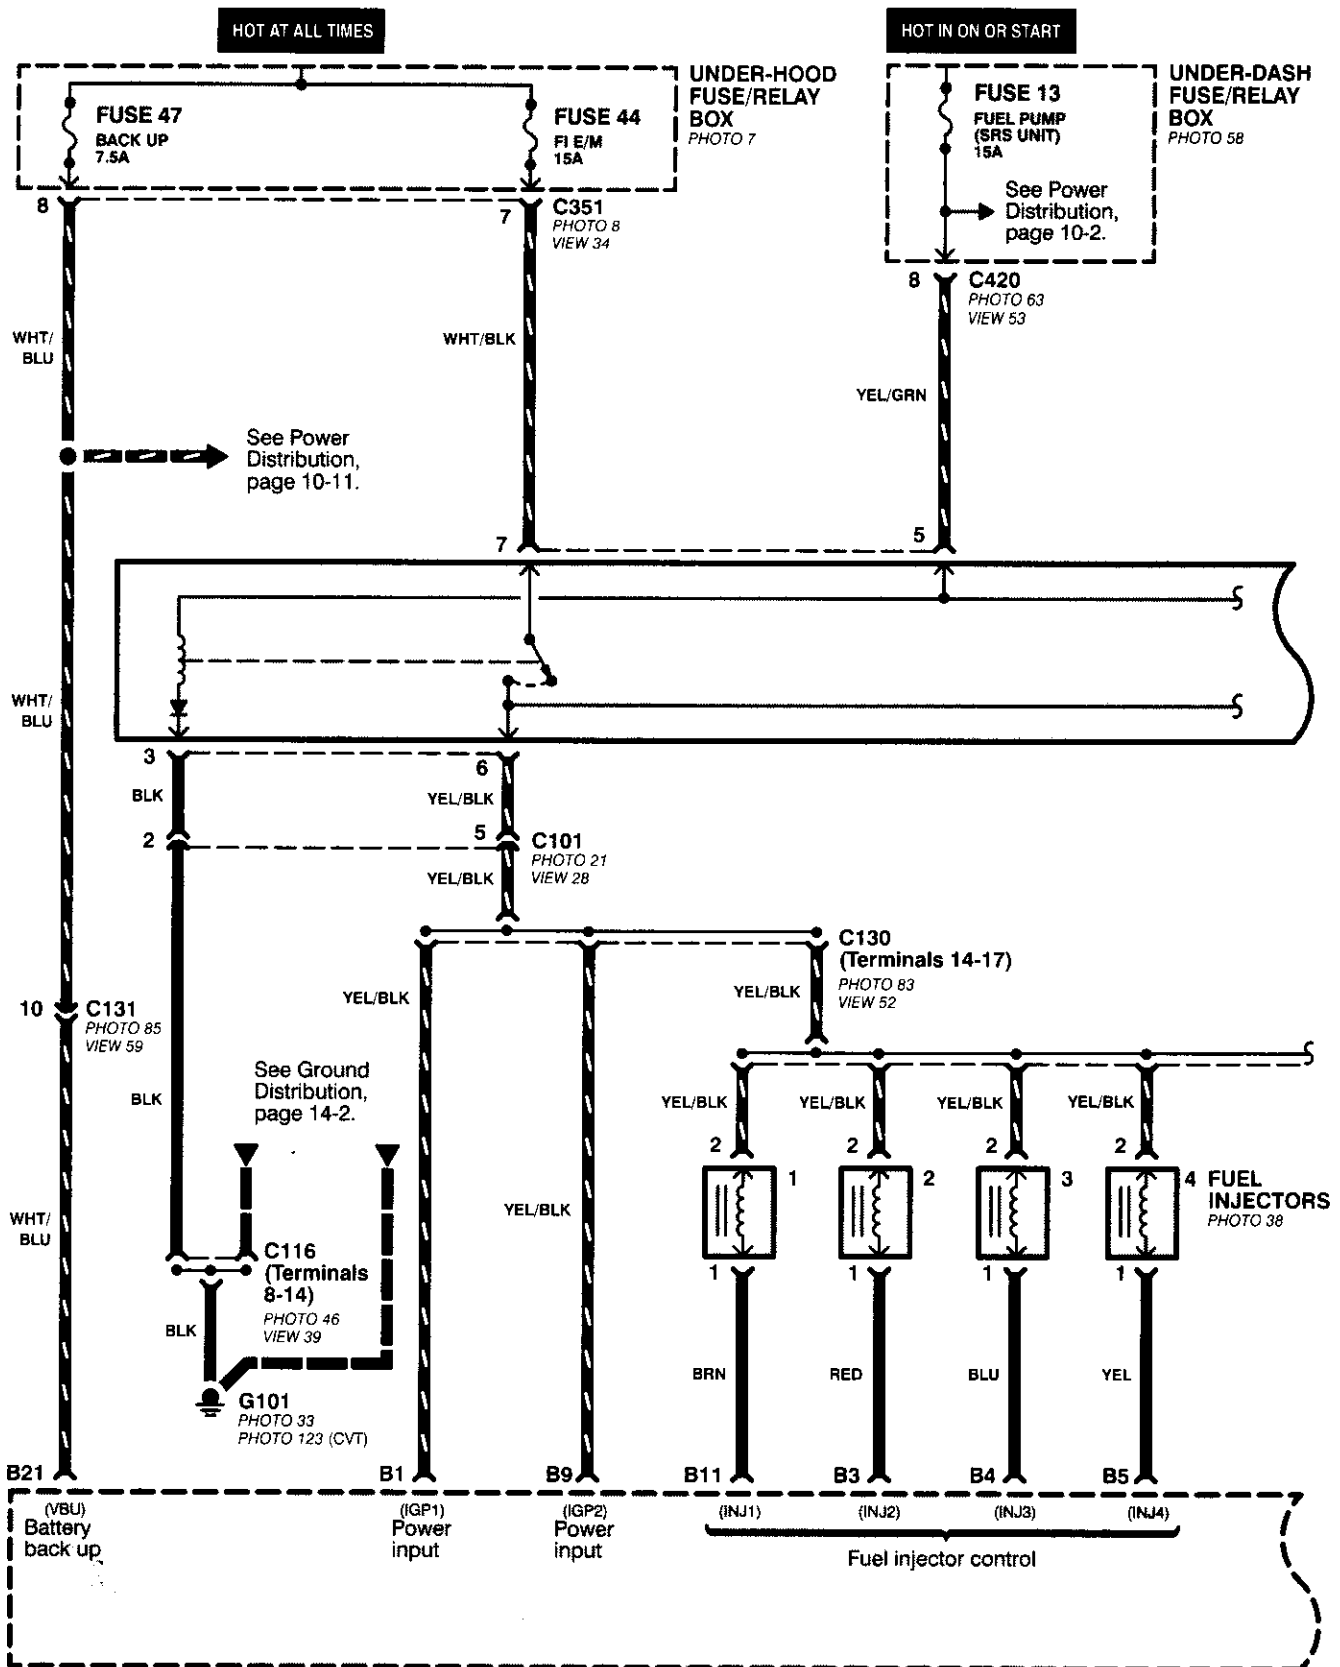 HOT AT ALL TIMES
HOT IN ON OR START
FUSE 47
BACK UP
7.5A
FUSE 44
FI E/M
15A
UNDER-HOOD
FUSE/RELAY
BOX
PHOTO 7
FUSE 13
FUEL PUMP
(SRS UNIT)
15A
See Power
Distribution,
page 10-2.
UNDER-DASH
FUSE/RELAY
BOX
PHOTO 58
8
7
C351
PHOTO 8
VIEW 34
8
C420
PHOTO 63
VIEW 53
WHT/
BLU
WHT/BLK
YEL/GRN
See Power
Distribution,
page 10-11.
7
5
WHT/
BLU
3
6
BLK
YEL/BLK
2
5
C101
PHOTO 21
VIEW 28
YEL/BLK
C130
(Terminals 14-17)
PHOTO 83
VIEW 52
YEL/BLK
YEL/BLK
10
C131
PHOTO 85
VIEW 59
See Ground
Distribution,
page 14-2.
BLK
YEL/BLK
YEL/BLK
YEL/BLK
YEL/BLK
2
2
2
2
1
2
3
4
FUEL
INJECTORS
PHOTO 38
WHT/
BLU
YEL/BLK
C116
(Terminals
8-14)
PHOTO 46
VIEW 39
1
1
1
1
BLK
BRN
RED
BLU
YEL
G101
PHOTO 33
PHOTO 123 (CVT)
B21
B1
B9
B11
B3
B4
B5
(VBU)
Battery
back up
(IGP1)
Power
input
(IGP2)
Power
input
(INJ1)
(INJ2)
(INJ3)
(INJ4)
Fuel injector control